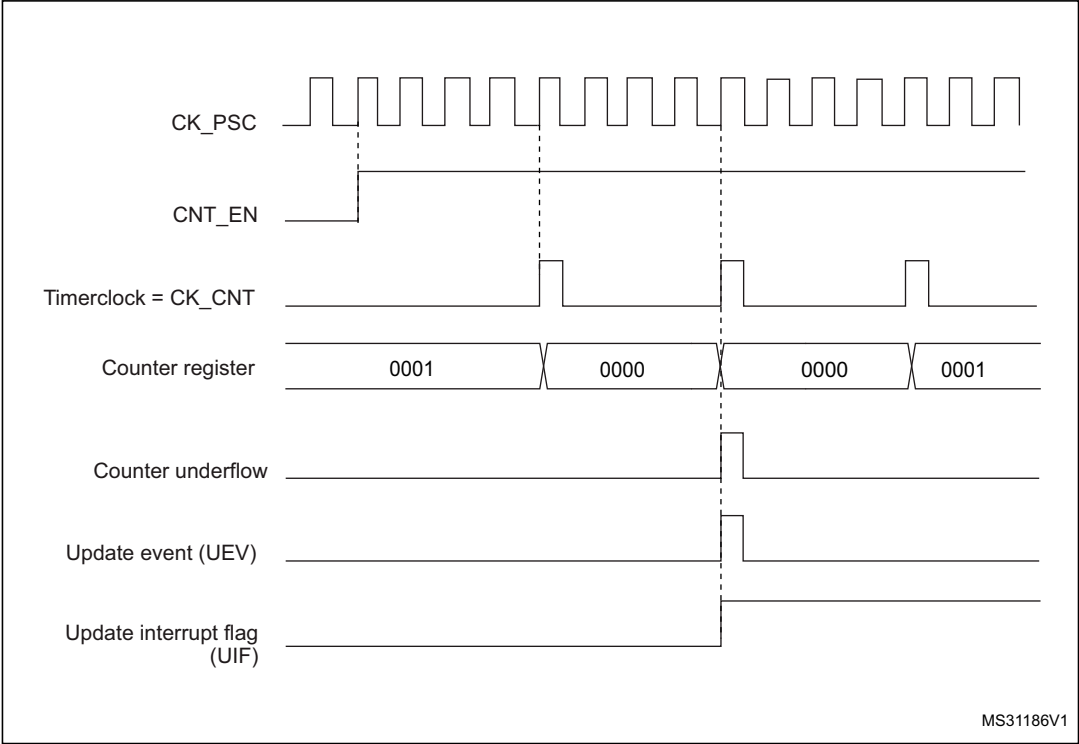 CK_PSC
CNT_EN
Timerclock = CK_CNT
Counter register
0001
0000
0000
0001
Counter underflow
Update event (UEV)
Update interrupt flag
(UIF)
MS31186V1